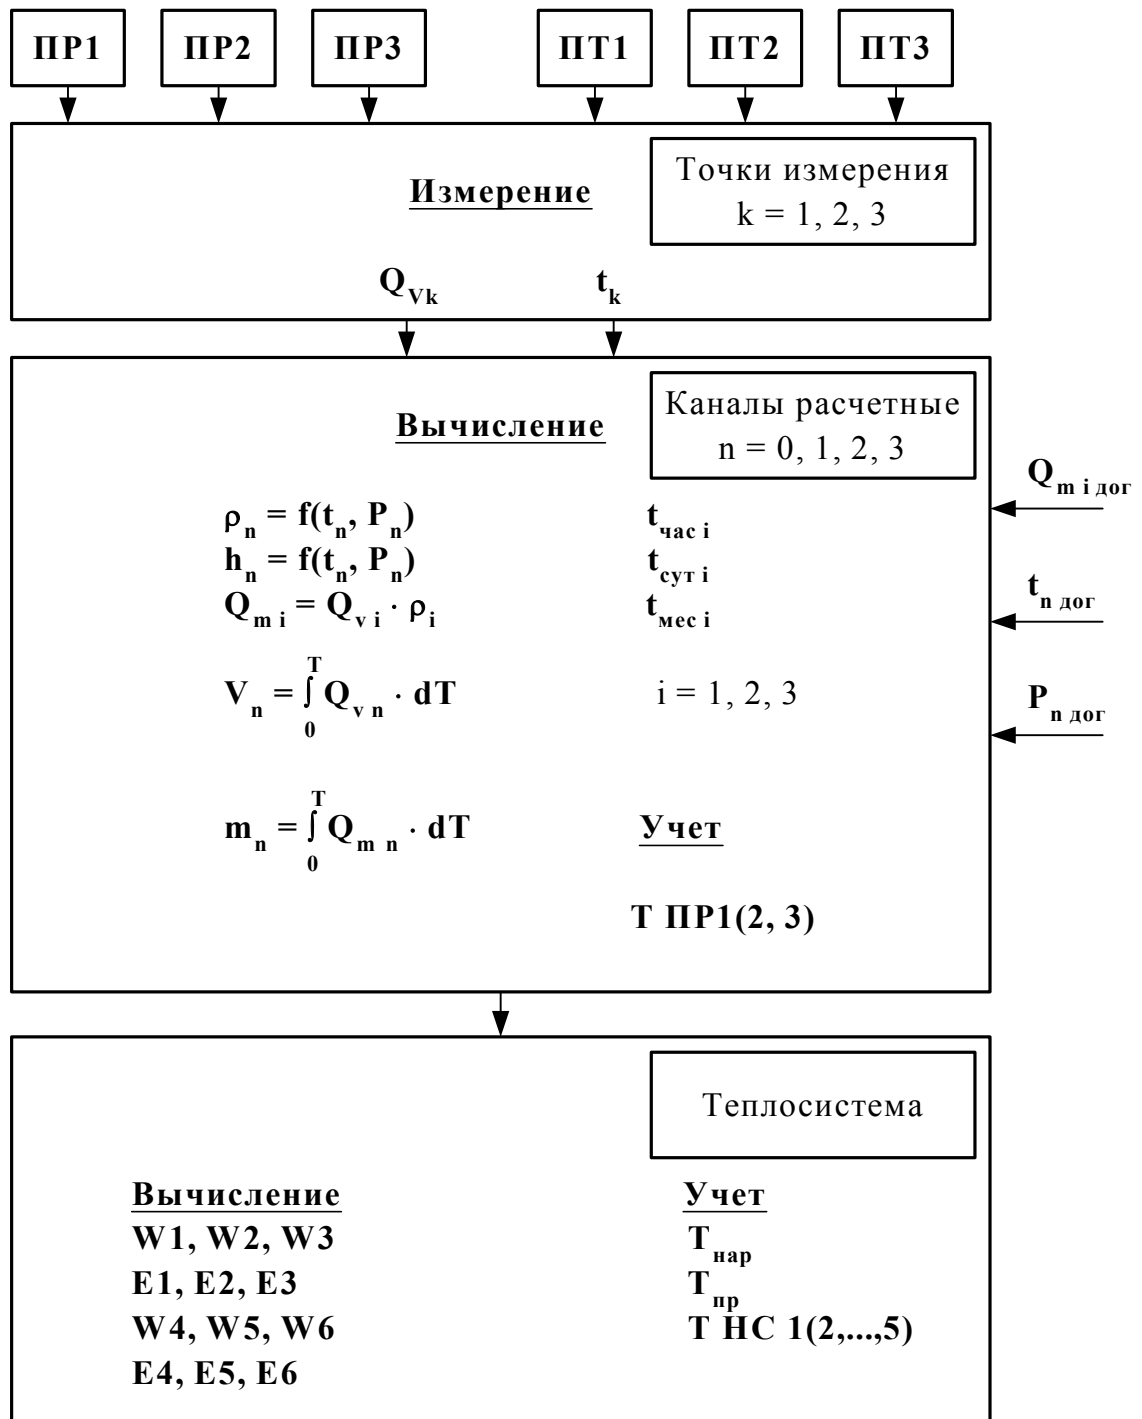 ПР1 ПР2 ПР3 ПТ1 ПТ2 ПТ3
Точки измерения
k = 1, 2, 3
Измерение
Q_Vk t_k
Каналы расчетные
n = 0, 1, 2, 3
Вычисление
ρ_n = f(t_n, P_n) t_час i
h_n = f(t_n, P_n) t_сут i
Q_m i = Q_v i · ρ_i t_мес i
V_n = ∫_0^T Q_v n · dT i = 1, 2, 3
m_n = ∫_0^T Q_m n · dT Учет
Т ПР1(2, 3)
Q_m i дог
t_n дог
P_n дог
Теплосистема
Вычисление
W1, W2, W3
E1, E2, E3
W4, W5, W6
E4, E5, E6
Учет
Т_нар
Т_пр
Т НС 1(2,...,5)